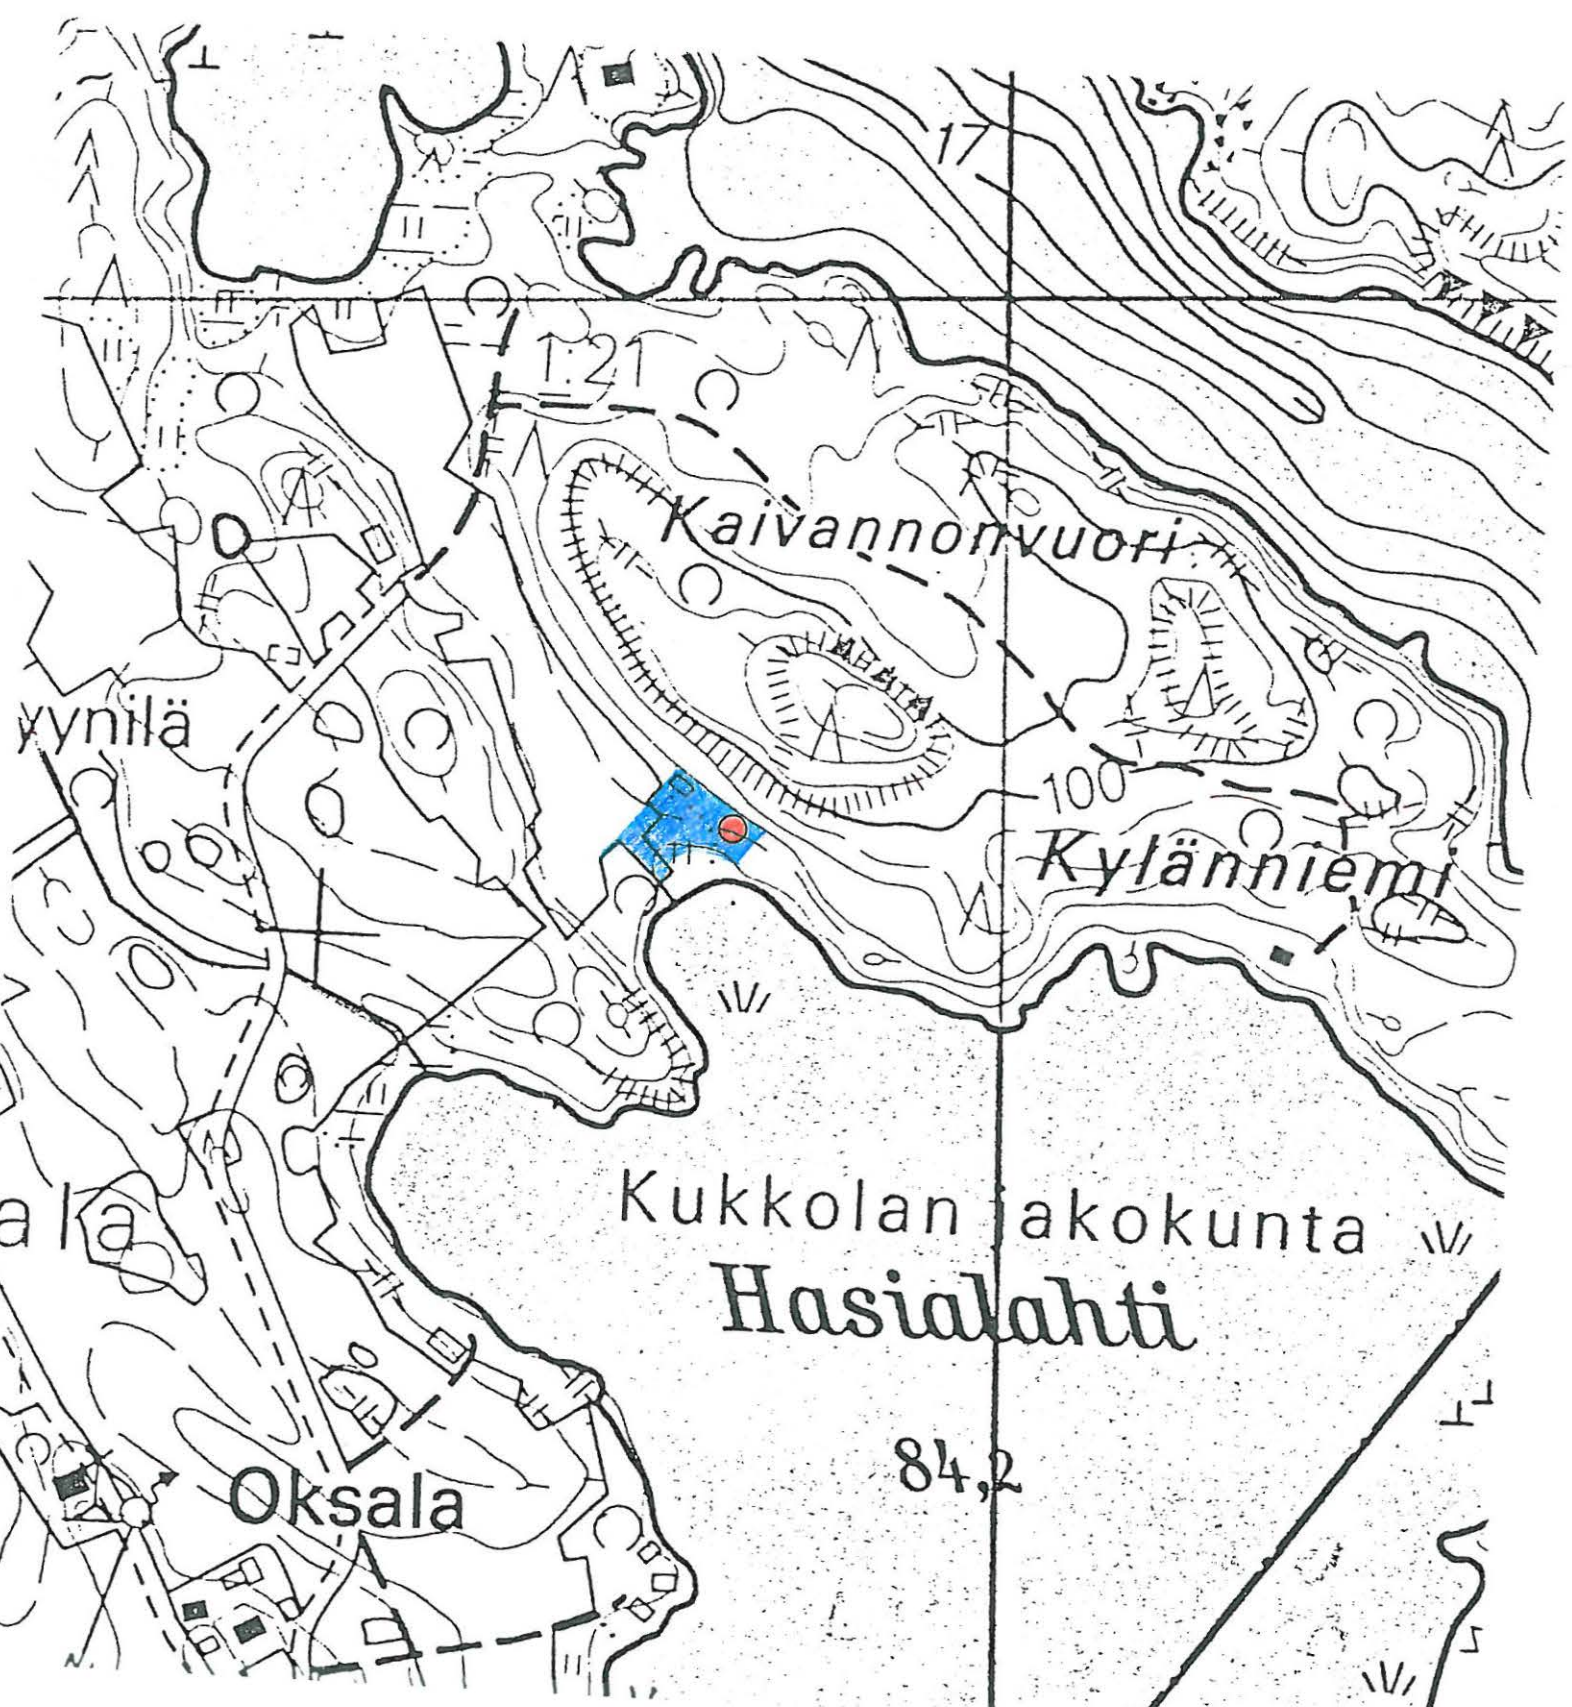 17
1:21
Kaivannonvuori
yynilä
100
Kylänniemi
Kukkolan jakokunta
ala
Hasialahti
84,2
Oksala